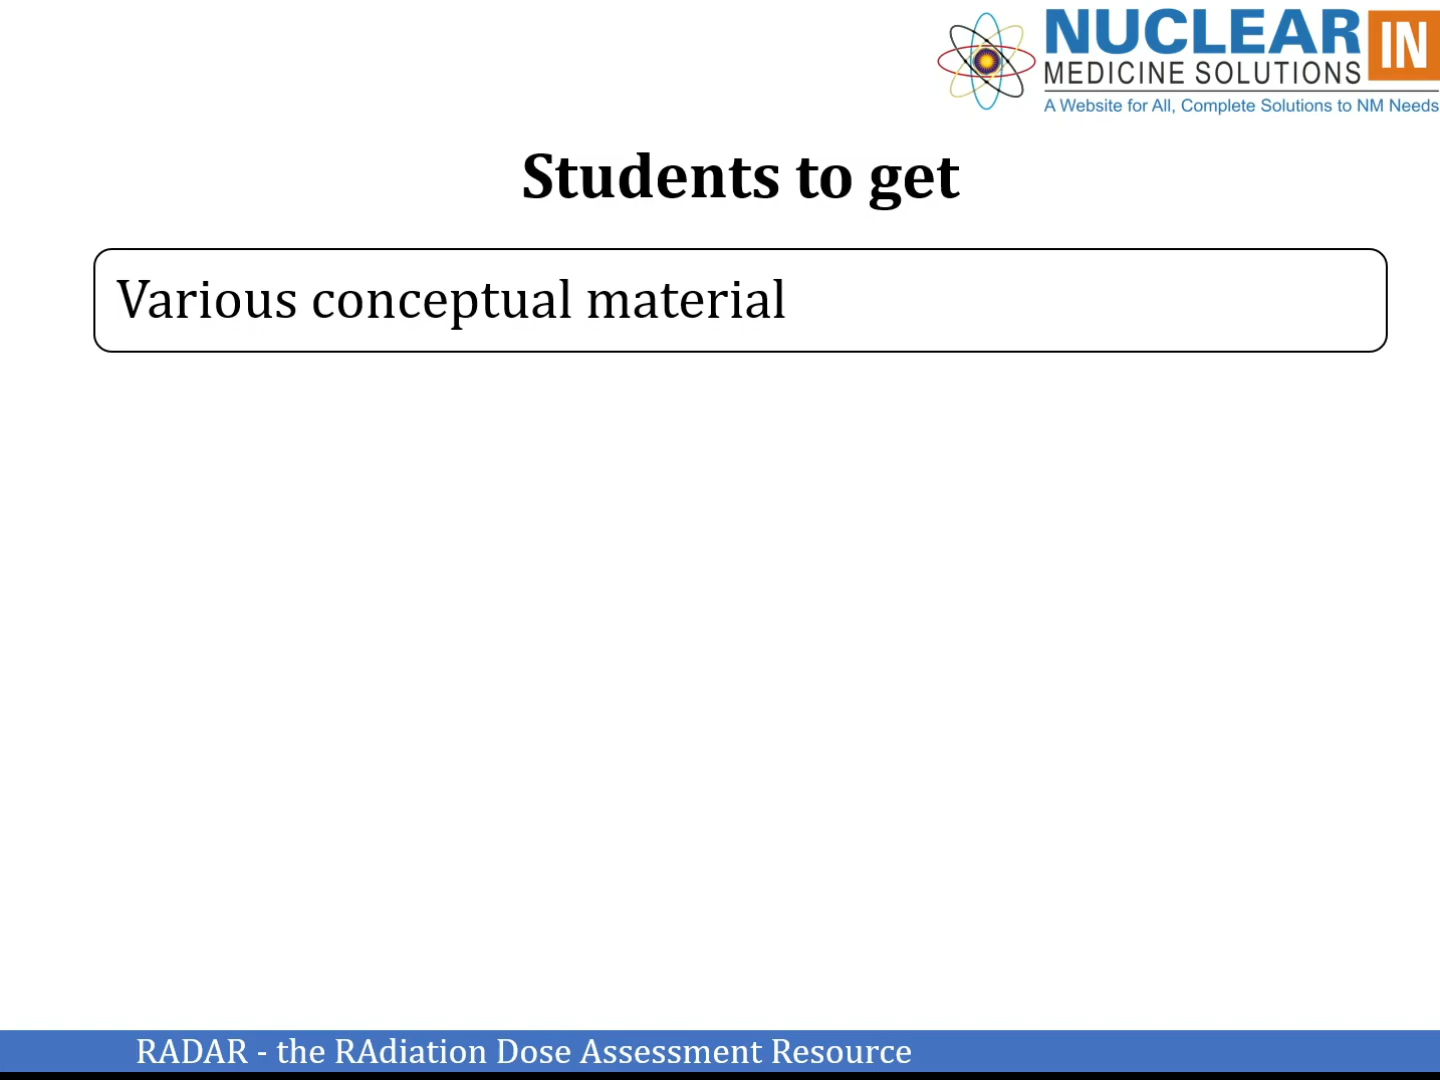 NUCLEAR IN
MEDICINE SOLUTIONS
A Website for All, Complete Solutions to NM Needs
Students to get
Various conceptual material
RADAR - the RAdiation Dose Assessment Resource